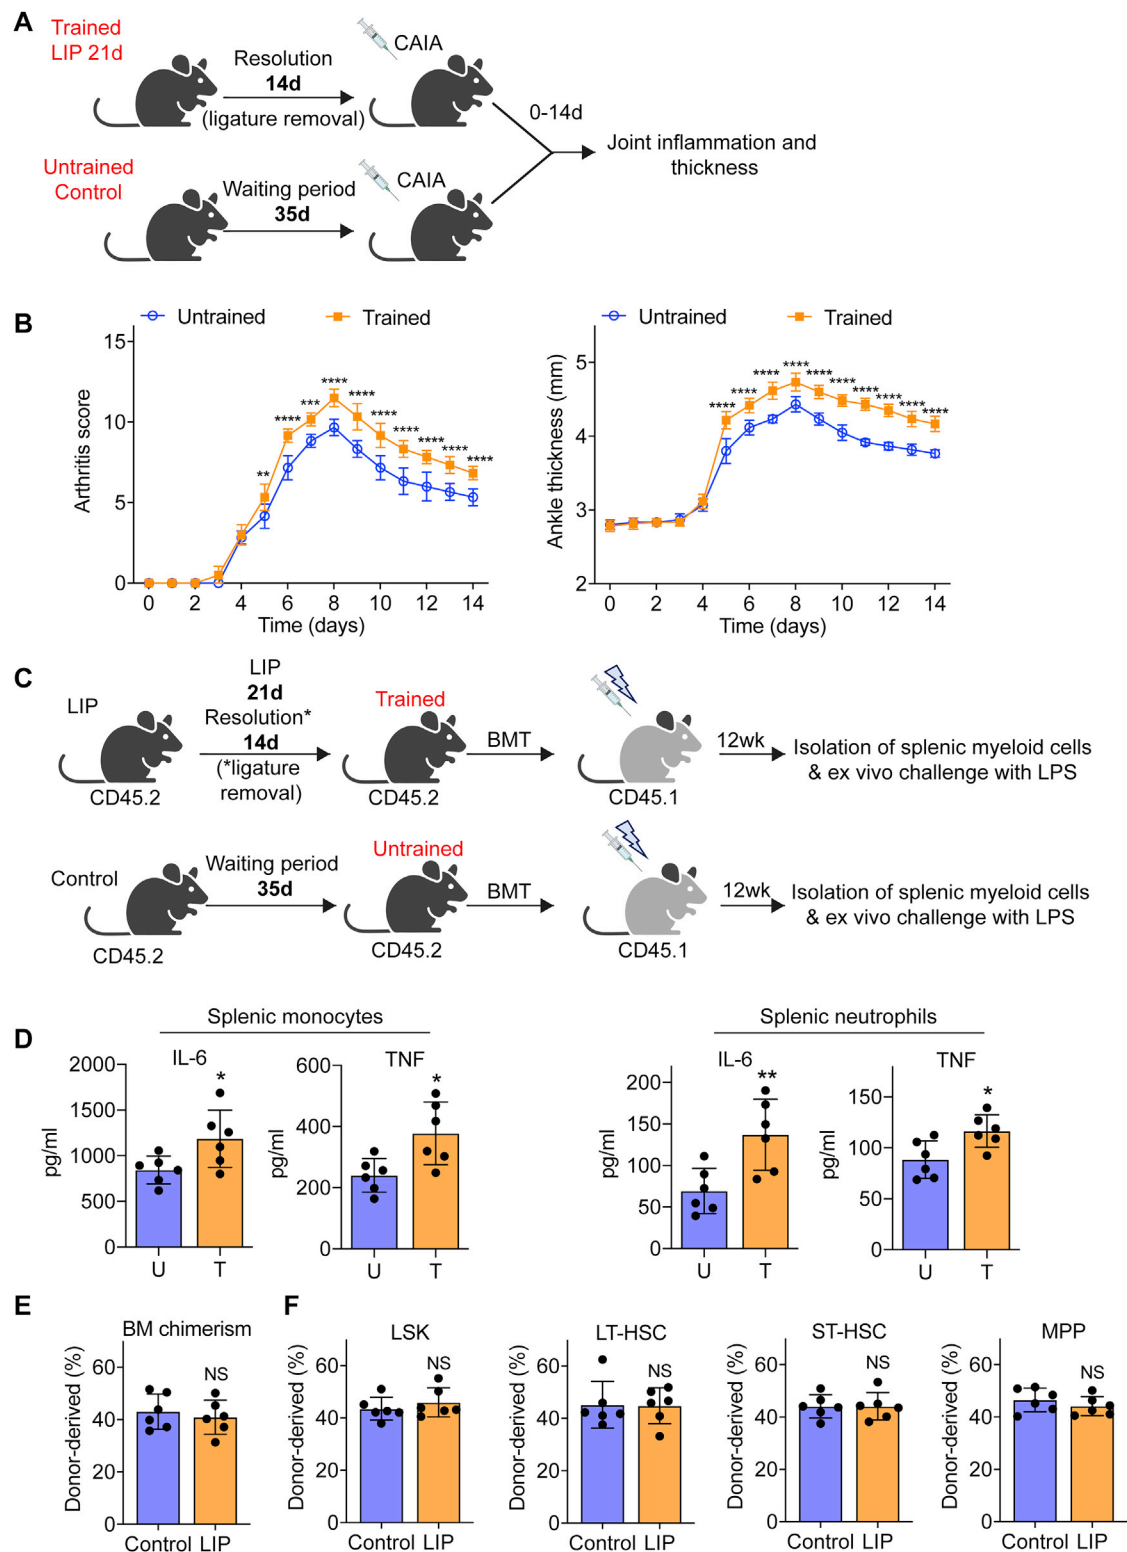 A
Trained
LIP 21d
Resolution
14d
(ligature removal)
CAIA
0-14d
Joint inflammation and
thickness
Untrained
Control
Waiting period
35d
CAIA
B
Untrained
Trained
Arthritis score
15
10
5
0
** **** *** **** **** **** **** **** **** ****
0 2 4 6 8 10 12 14
Time (days)
Untrained
Trained
Ankle thickness (mm)
5
4
3
2
**** **** **** **** **** **** **** **** **** ****
0 2 4 6 8 10 12 14
Time (days)
C
LIP
CD45.2
LIP
21d
Resolution*
14d
(*ligature
removal)
Trained
CD45.2
BMT
CD45.1
12wk
Isolation of splenic myeloid cells
& ex vivo challenge with LPS
Control
CD45.2
Waiting period
35d
Untrained
CD45.2
BMT
CD45.1
12wk
Isolation of splenic myeloid cells
& ex vivo challenge with LPS
D
Splenic monocytes
IL-6
*
pg/ml
2000
1500
1000
500
0
U T
TNF
*
pg/ml
600
400
200
0
U T
Splenic neutrophils
IL-6
**
pg/ml
200
150
100
50
0
U T
TNF
*
pg/ml
150
100
50
0
U T
E
BM chimerism
NS
Donor-derived (%)
60
40
20
0
Control LIP
F
LSK
NS
Donor-derived (%)
60
40
20
0
Control LIP
LT-HSC
NS
Donor-derived (%)
60
40
20
0
Control LIP
ST-HSC
NS
Donor-derived (%)
60
40
20
0
Control LIP
MPP
NS
Donor-derived (%)
60
40
20
0
Control LIP